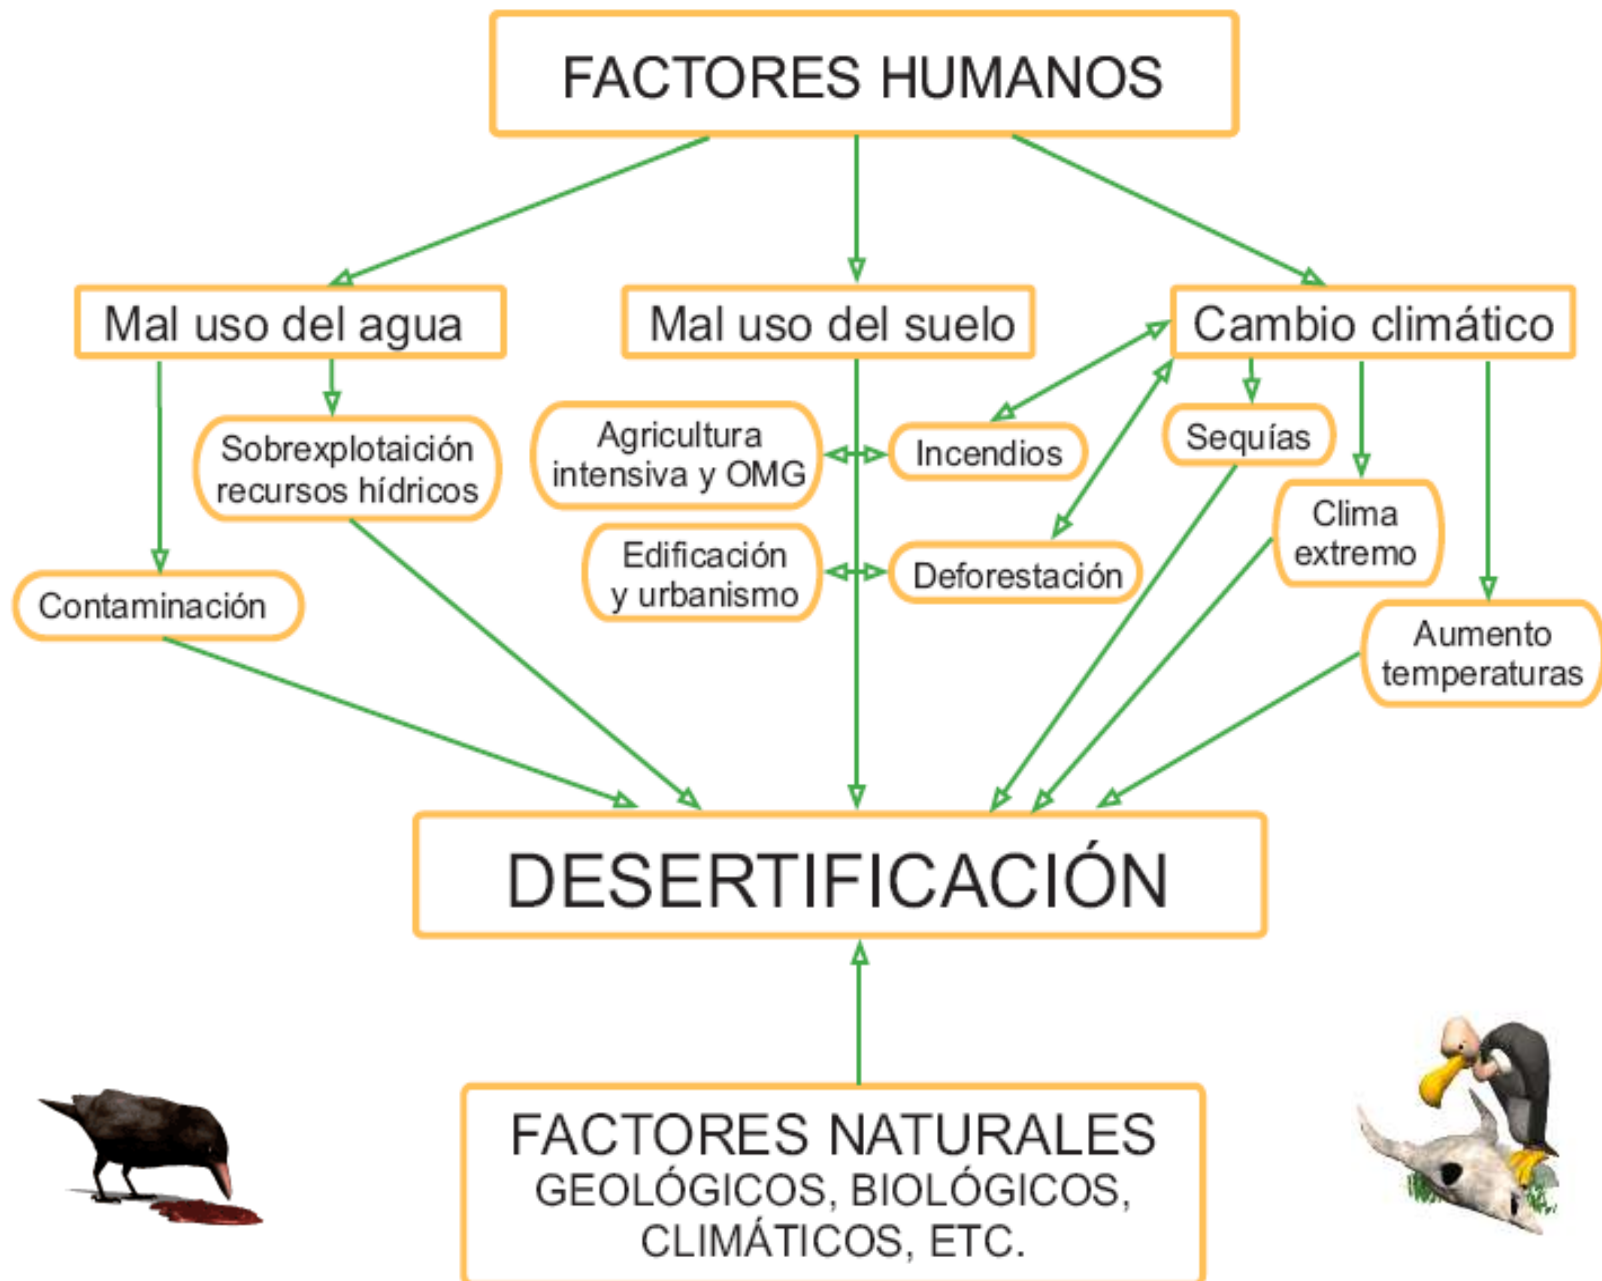 FACTORES HUMANOS
Mal uso del agua
Mal uso del suelo
Cambio climático
Sobrexplotaición
recursos hídricos
Agricultura
intensiva y OMG
Incendios
Sequías
Clima
extremo
Edificación
y urbanismo
Deforestación
Contaminación
Aumento
temperaturas
DESERTIFICACIÓN
FACTORES NATURALES
GEOLÓGICOS, BIOLÓGICOS,
CLIMÁTICOS, ETC.